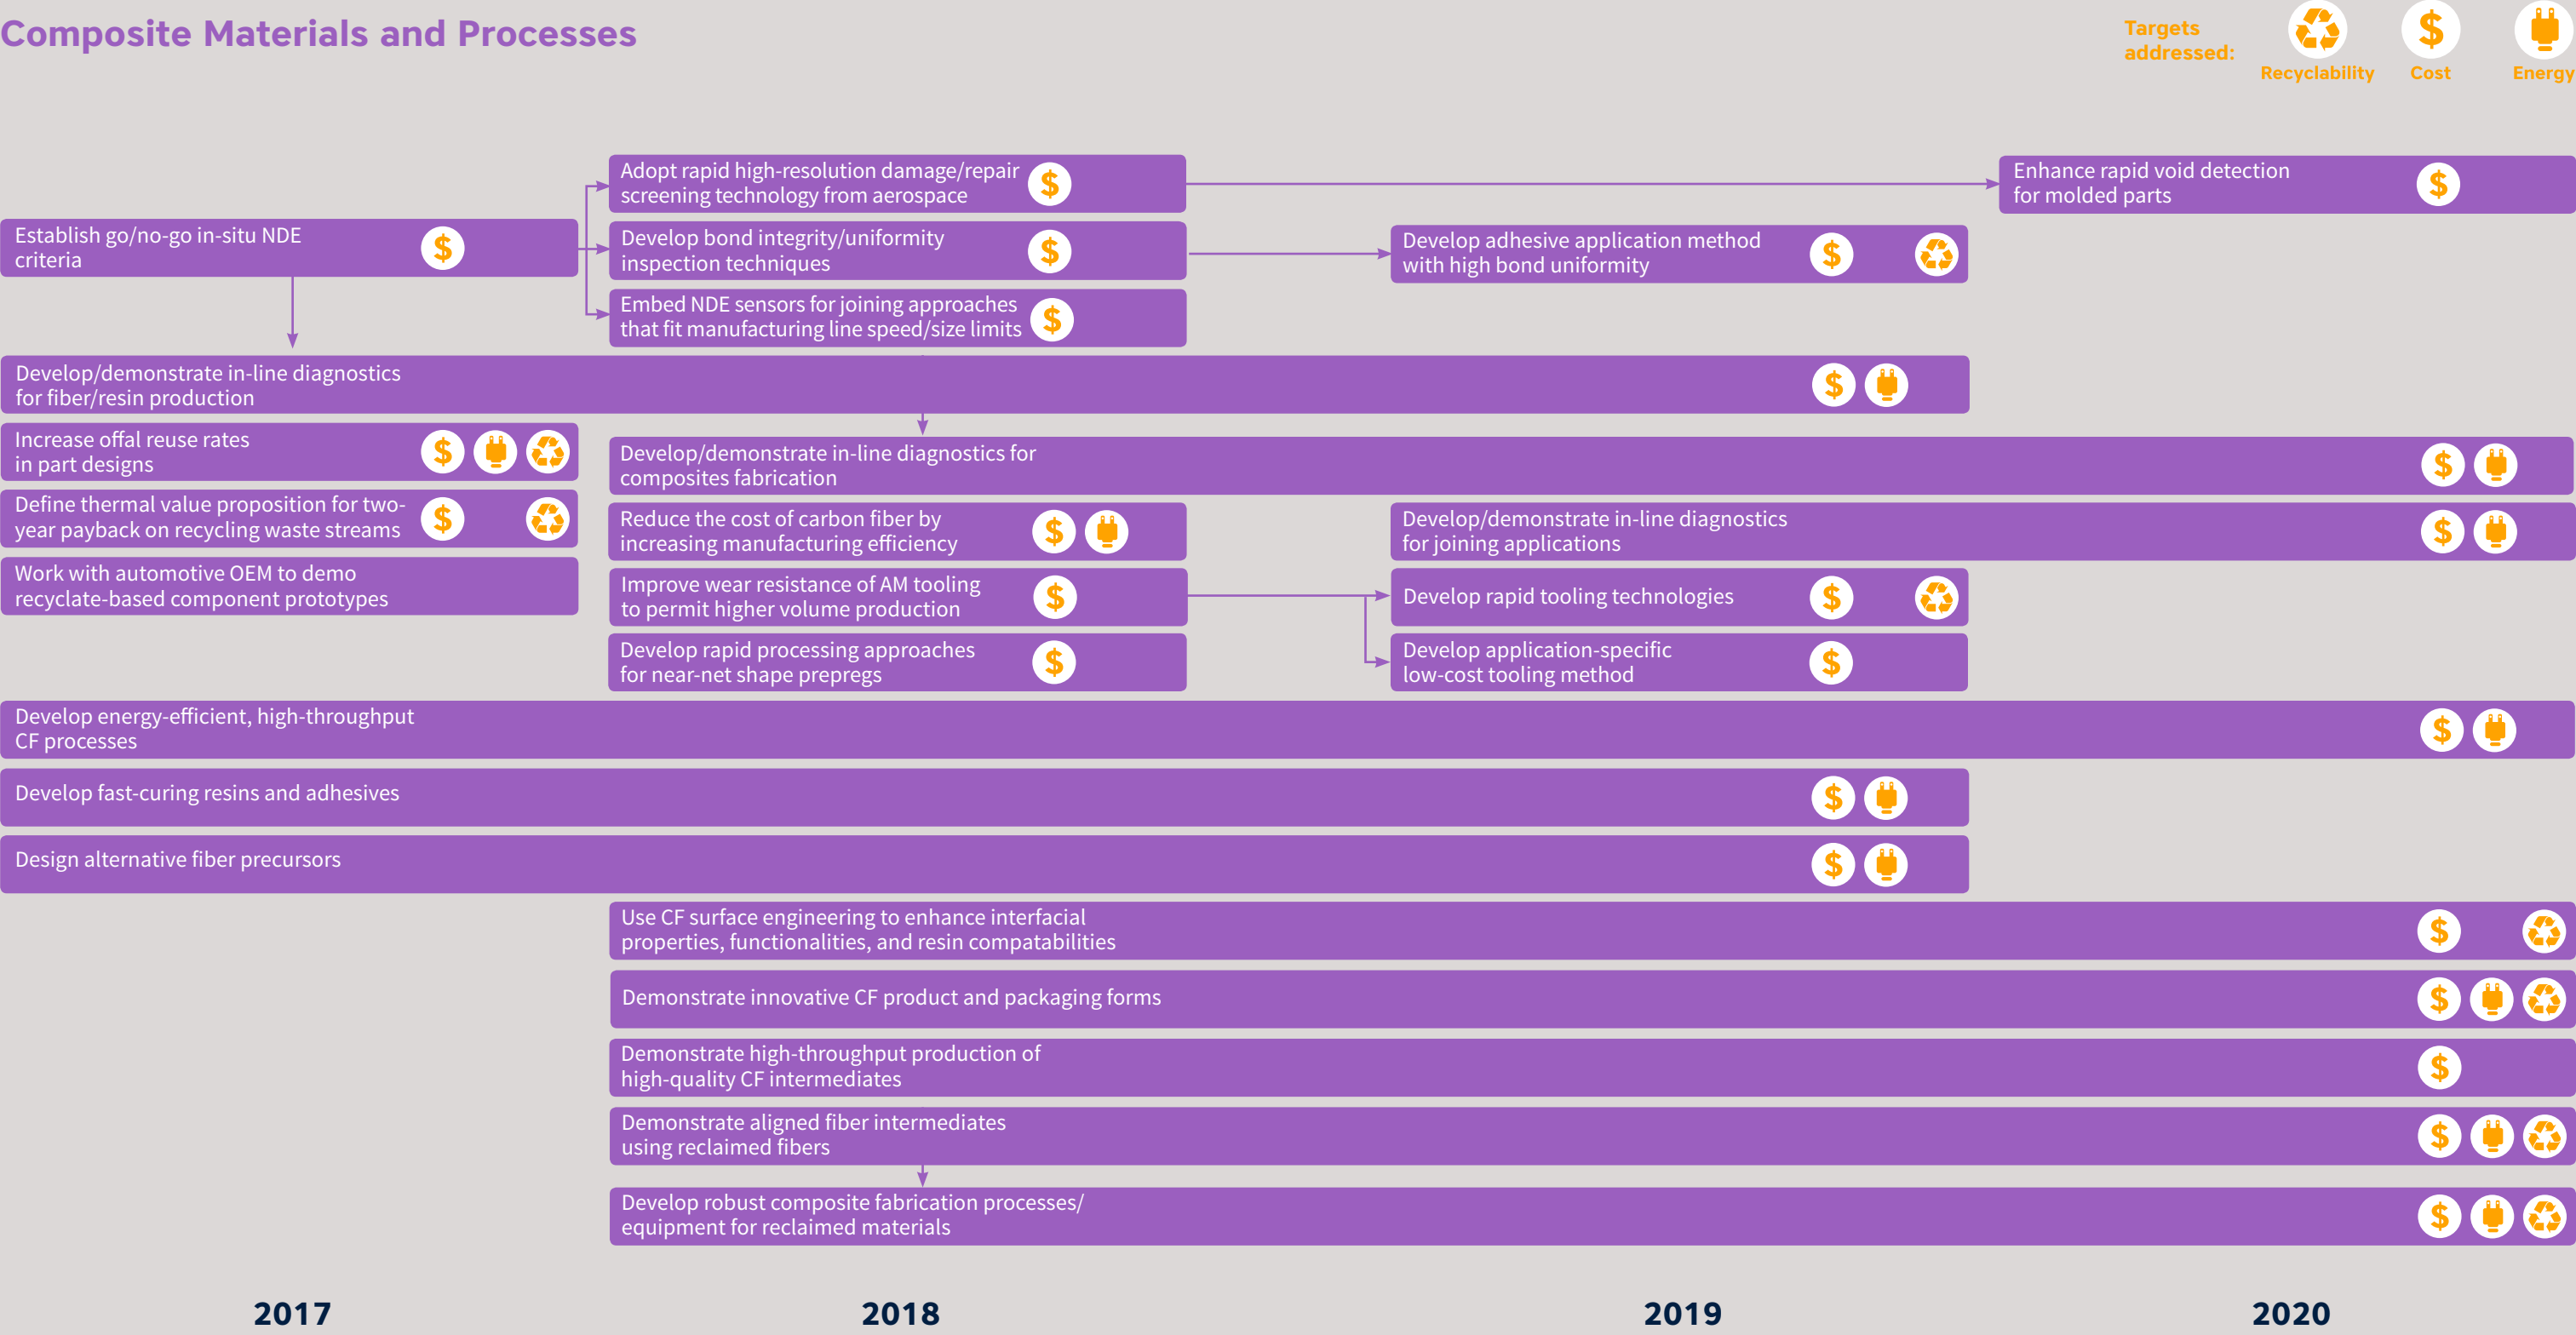 Composite Materials and Processes
Targets
addressed:
Recyclability
Cost
Energy
Adopt rapid high-resolution damage/repair
screening technology from aerospace
$
Enhance rapid void detection
for molded parts
$
Establish go/no-go in-situ NDE
criteria
$
Develop bond integrity/uniformity
inspection techniques
$
Develop adhesive application method
with high bond uniformity
$
Embed NDE sensors for joining approaches
that fit manufacturing line speed/size limits
$
Develop/demonstrate in-line diagnostics
for fiber/resin production
$
Increase offal reuse rates
in part designs
$
Develop/demonstrate in-line diagnostics for
composites fabrication
$
Define thermal value proposition for two-
year payback on recycling waste streams
$
Reduce the cost of carbon fiber by
increasing manufacturing efficiency
$
Develop/demonstrate in-line diagnostics
for joining applications
$
Work with automotive OEM to demo
recyclate-based component prototypes
Improve wear resistance of AM tooling
to permit higher volume production
$
Develop rapid tooling technologies
$
Develop rapid processing approaches
for near-net shape prepregs
$
Develop application-specific
low-cost tooling method
$
Develop energy-efficient, high-throughput
CF processes
$
Develop fast-curing resins and adhesives
$
Design alternative fiber precursors
$
Use CF surface engineering to enhance interfacial
properties, functionalities, and resin compatabilities
$
Demonstrate innovative CF product and packaging forms
$
Demonstrate high-throughput production of
high-quality CF intermediates
$
Demonstrate aligned fiber intermediates
using reclaimed fibers
$
Develop robust composite fabrication processes/
equipment for reclaimed materials
$
2017
2018
2019
2020